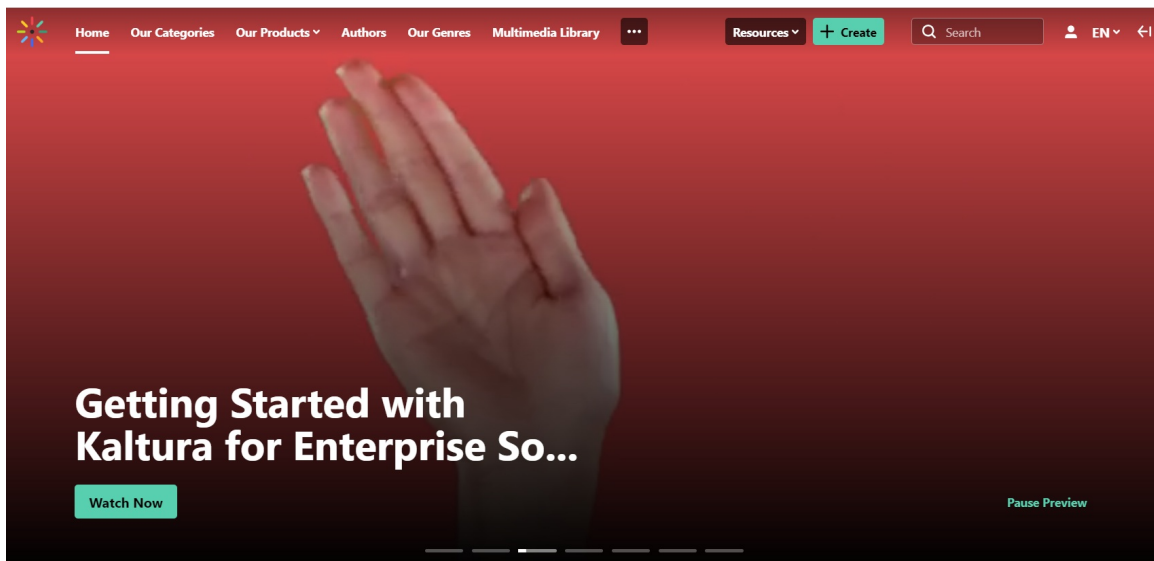 Home Our Categories Our Products Authors Our Genres Multimedia Library ... Resources + Create Search EN
Getting Started with
Kaltura for Enterprise So...
Watch Now Pause Preview